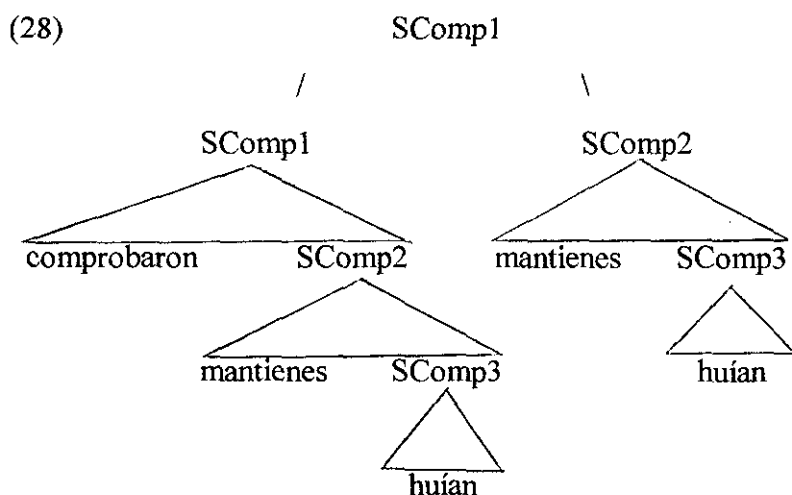 (28) SComp1
SComp1 SComp2
comprobaron SComp2 mantienes SComp3
mantienes SComp3 huían
huían